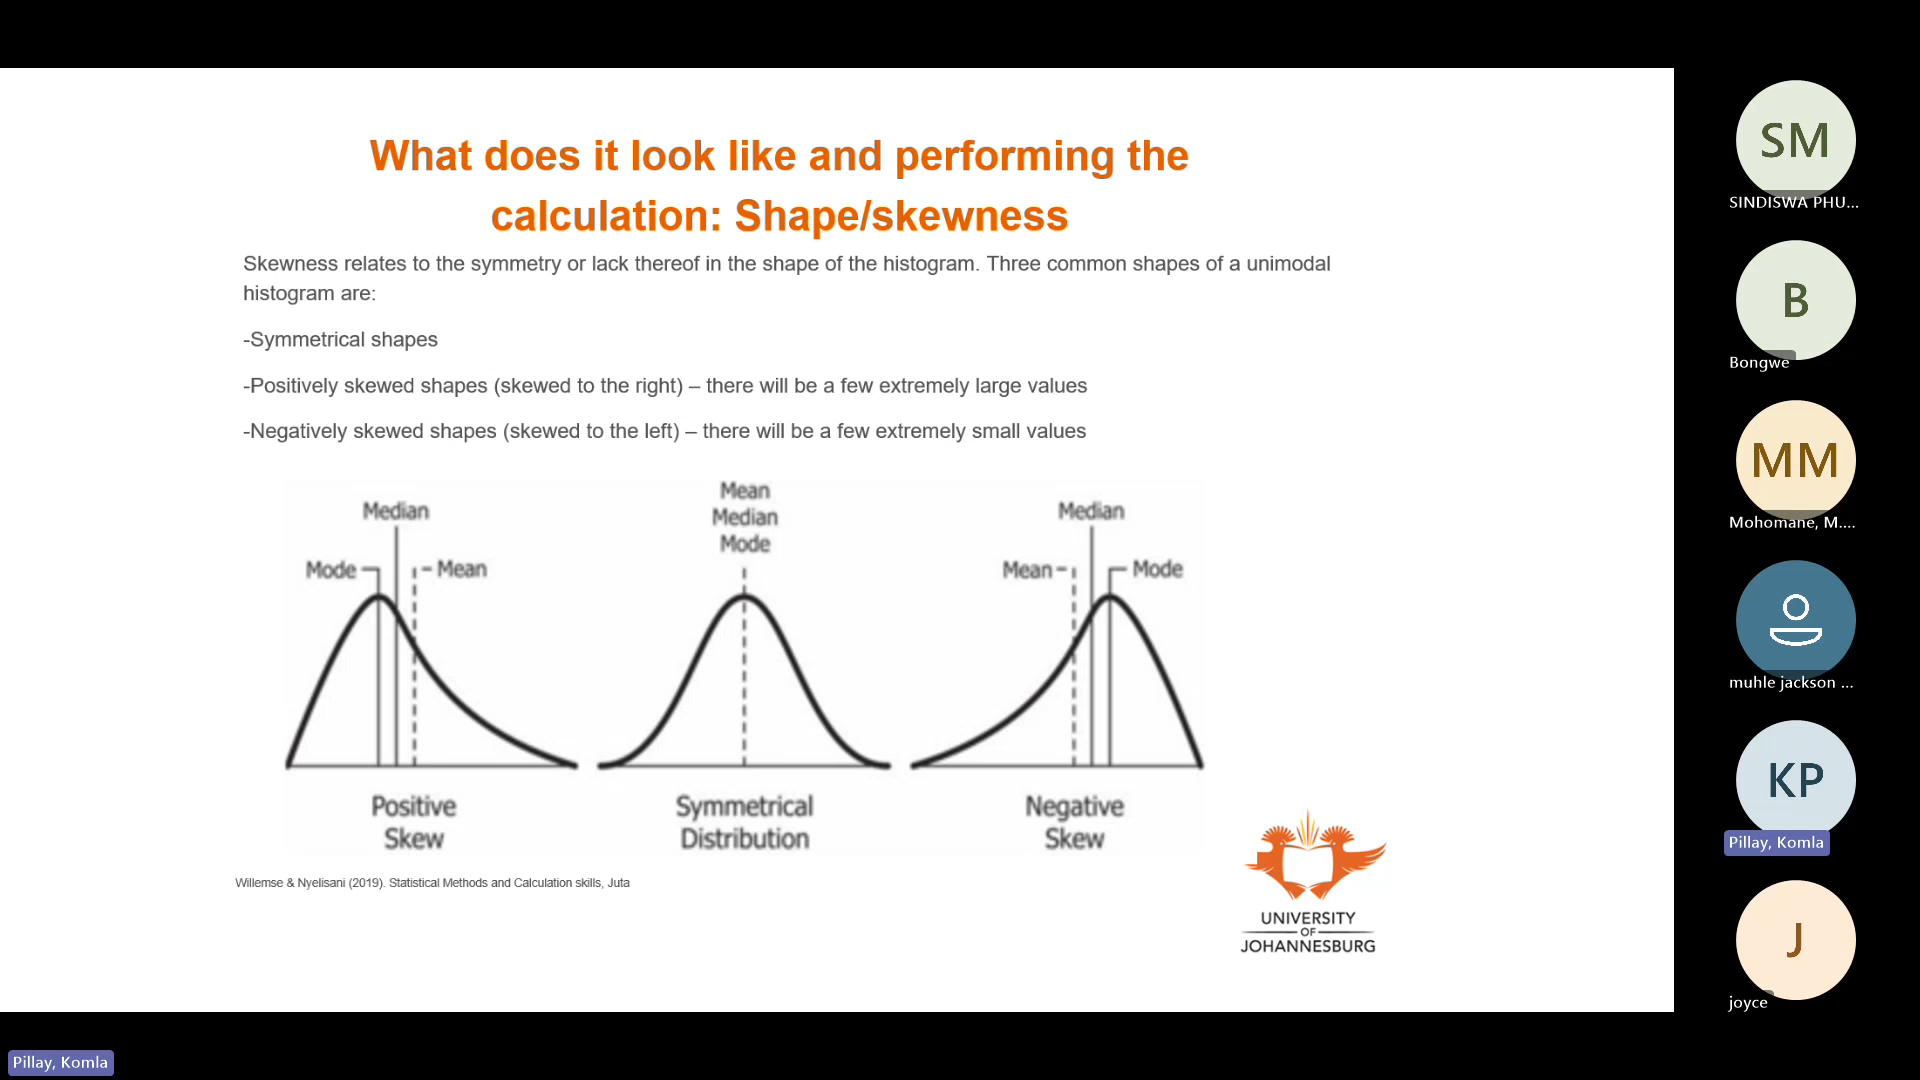 What does it look like and performing the
calculation: Shape/skewness
Skewness relates to the symmetry or lack thereof in the shape of the histogram. Three common shapes of a unimodal
histogram are:
-Symmetrical shapes
-Positively skewed shapes (skewed to the right) – there will be a few extremely large values
-Negatively skewed shapes (skewed to the left) – there will be a few extremely small values
Median
Mode
Mean
Positive
Skew
Mean
Median
Mode
Symmetrical
Distribution
Median
Mean
Mode
Negative
Skew
Willemse & Nyelisani (2019). Statistical Methods and Calculation skills, Juta
UNIVERSITY
OF
JOHANNESBURG
SM
SINDISWA PHU...
B
Bongwe
MM
Mohomane, M....
muhle jackson ...
KP
Pillay, Komla
J
joyce
Pillay, Komla